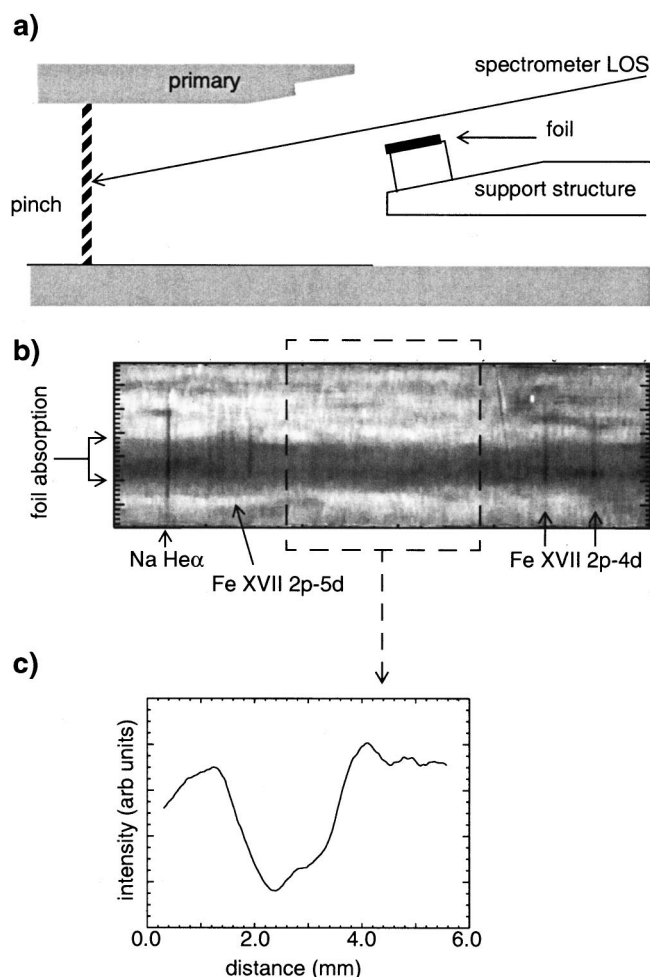 a)
primary
spectrometer LOS
foil
pinch
support structure
b)
foil absorption
Na Heα
Fe XVII 2p-5d
Fe XVII 2p-4d
c)
intensity (arb units)
0.0 2.0 4.0 6.0
distance (mm)